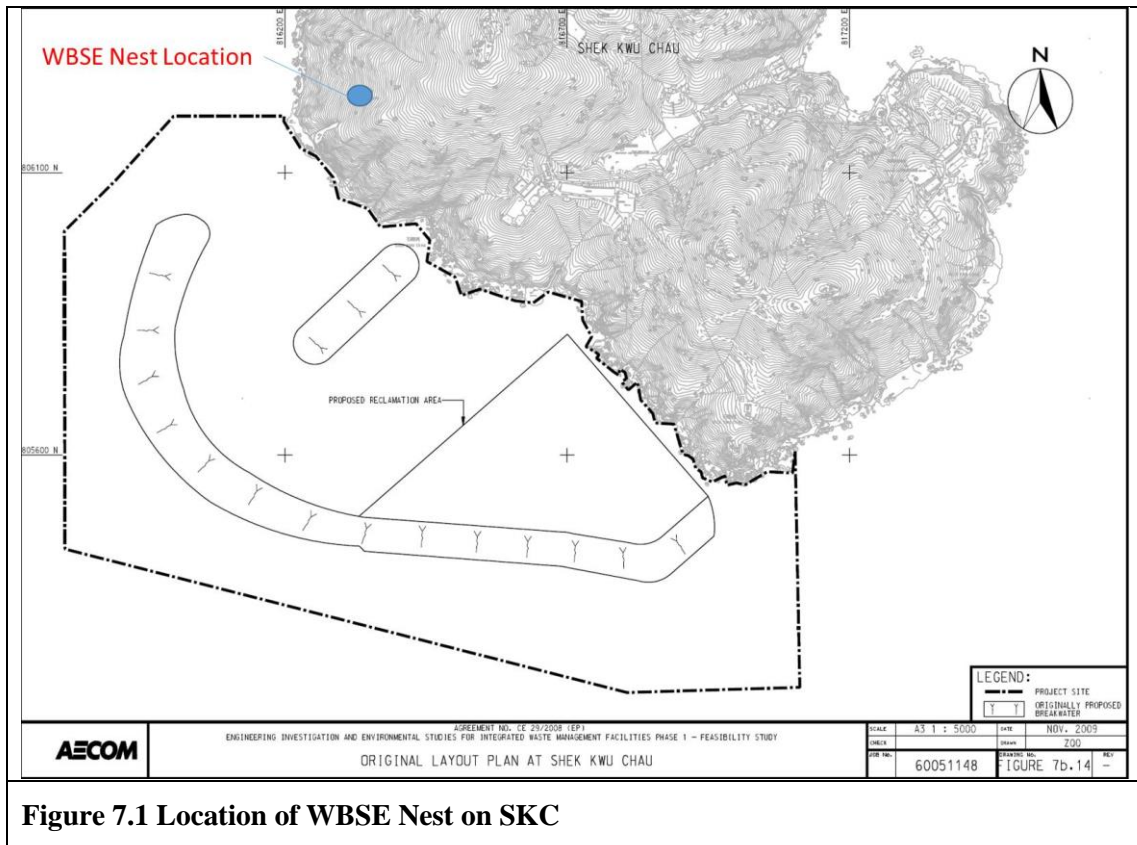 816200 E
816700 E
817200 E
SHEK KWU CHAU
WBSE Nest Location
N
806100 N
PROPOSED RECLAMATION AREA
805600 N
LEGEND:
PROJECT SITE
ORIGINALLY PROPOSED
BREAKWATER
AECOM
AGREEMENT NO. CE 29/2008 (EP)
ENGINEERING INVESTIGATION AND ENVIRONMENTAL STUDIES FOR INTEGRATED WASTE MANAGEMENT FACILITIES PHASE 1 - FEASIBILITY STUDY
ORIGINAL LAYOUT PLAN AT SHEK KWU CHAU
SCALE A3 1 : 5000 DATE NOV. 2009
CHECK DRAWN ZQQ
JOB No. 60051148 DRAWING No. FIGURE 7b.14 REV -
Figure 7.1 Location of WBSE Nest on SKC